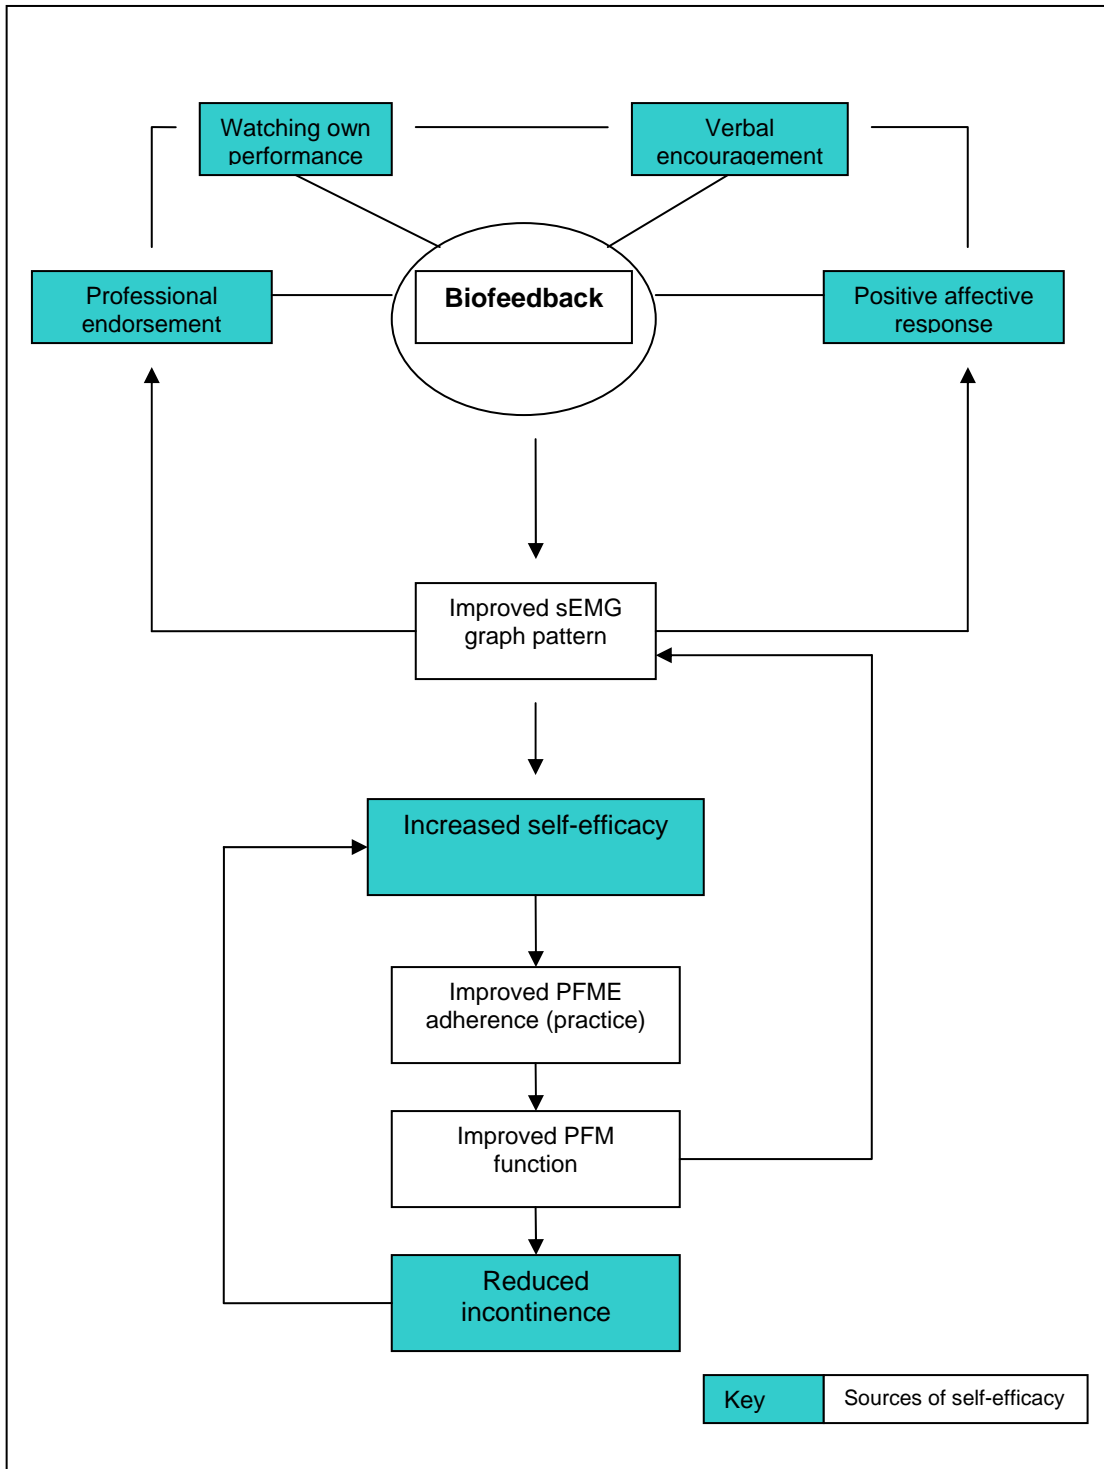 Watching own
performance
Verbal
encouragement
Professional
endorsement
Biofeedback
Positive affective
response
Improved sEMG
graph pattern
Increased self-efficacy
Improved PFME
adherence (practice)
Improved PFM
function
Reduced
incontinence
Key
Sources of self-efficacy